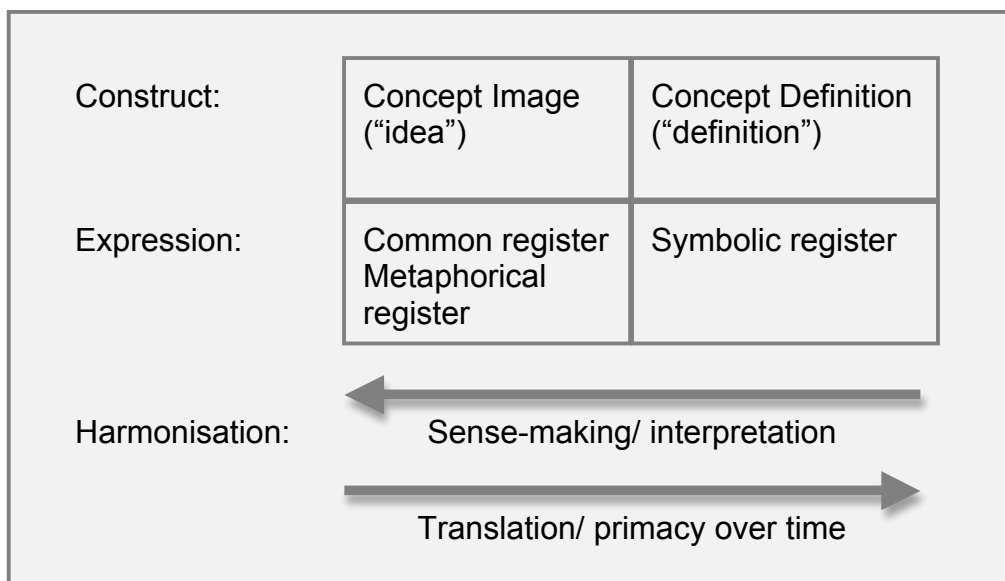 Construct:
Concept Image
(“idea”)
Concept Definition
(“definition”)
Expression:
Common register
Metaphorical
register
Symbolic register
Harmonisation:
Sense-making/ interpretation
Translation/ primacy over time